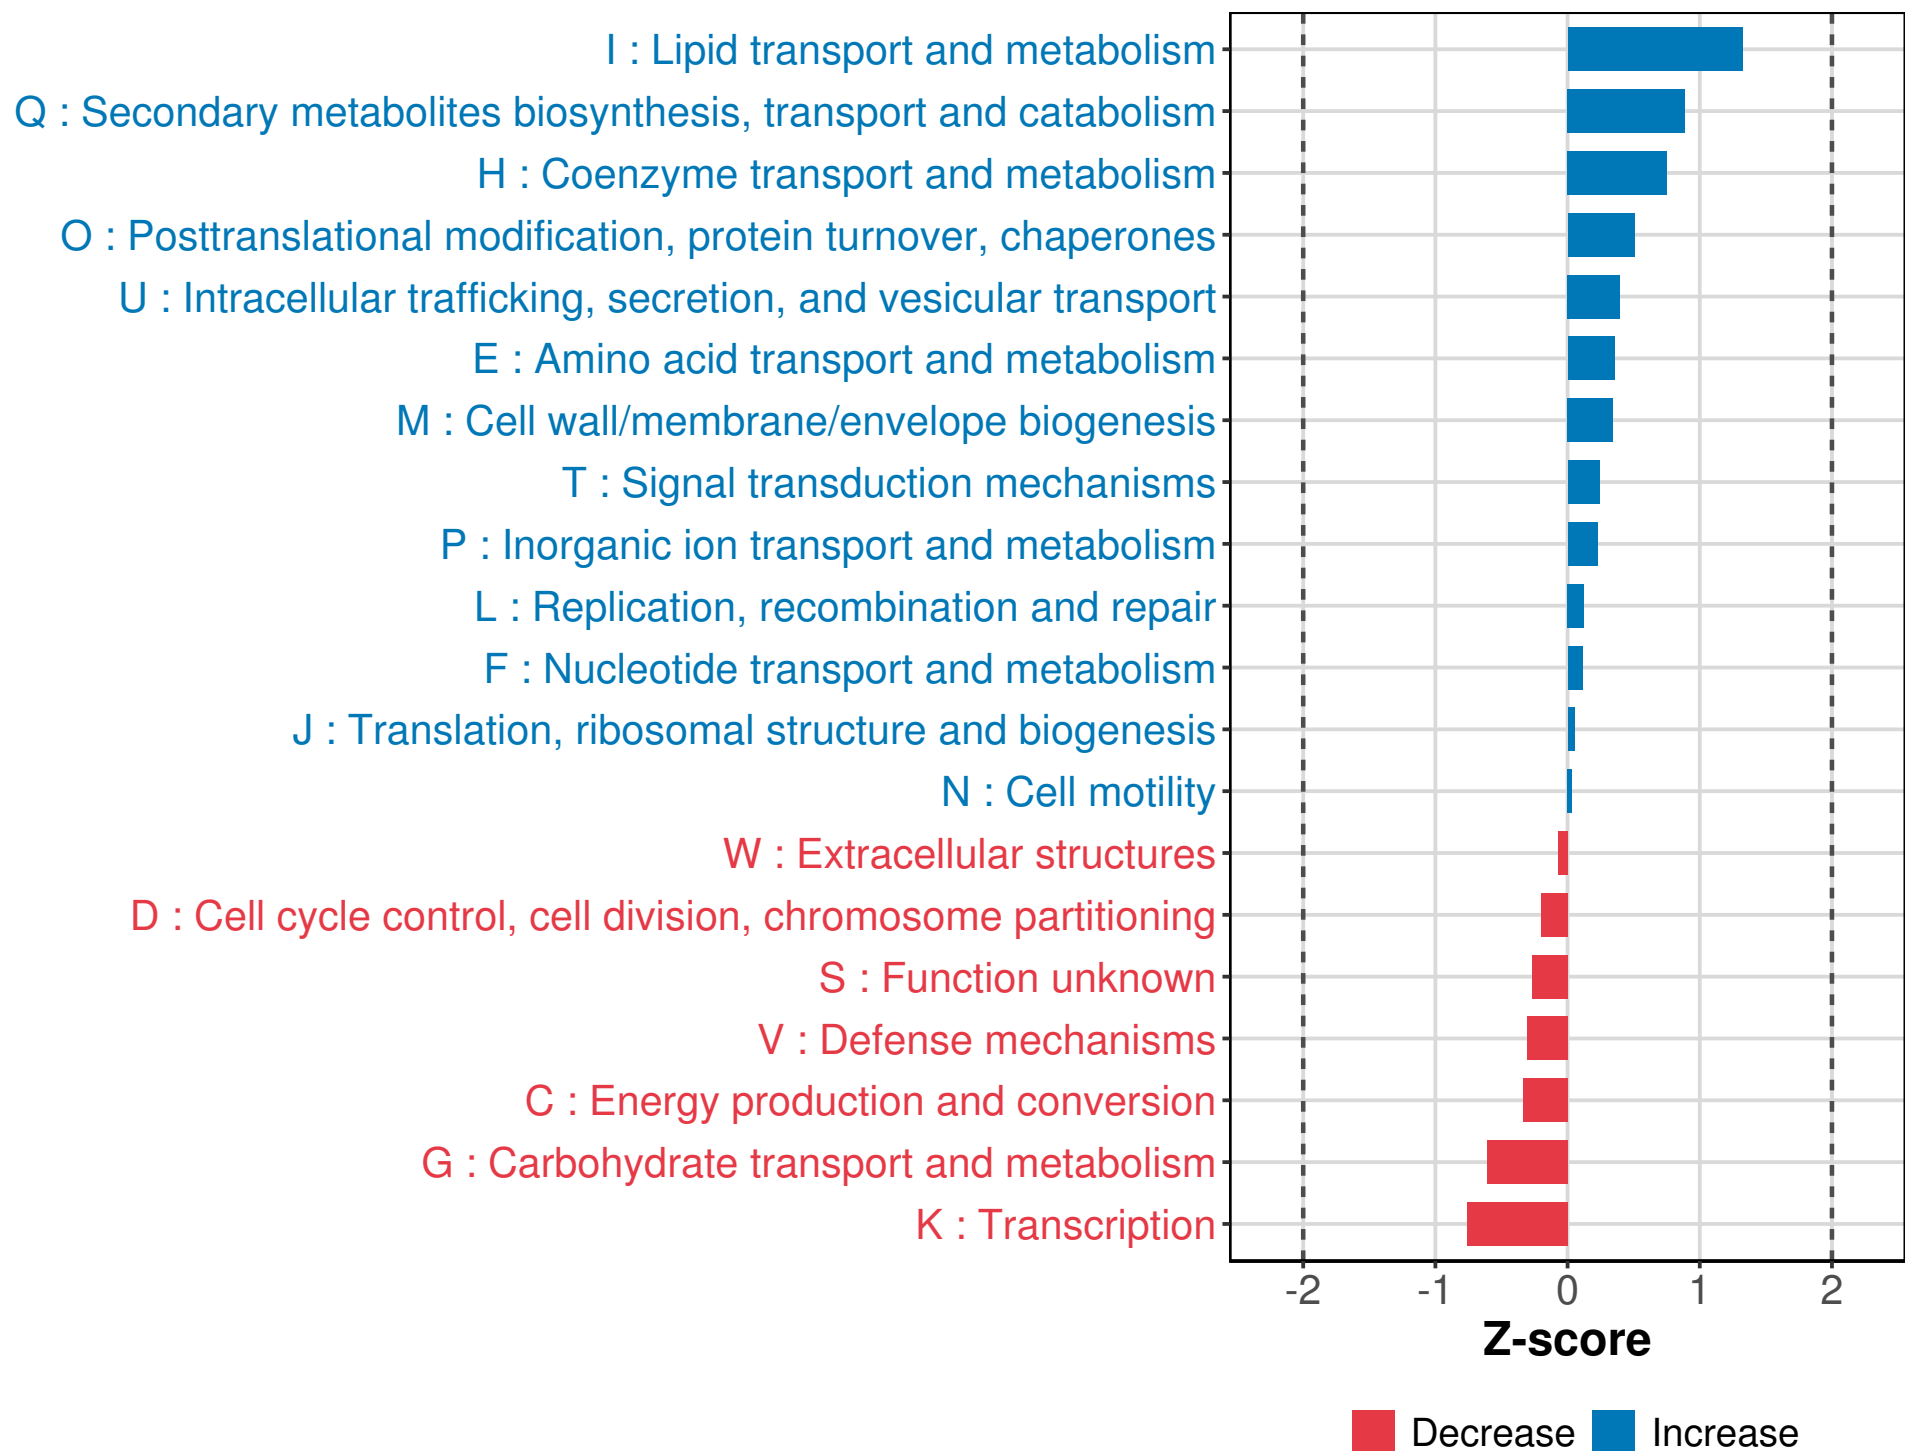 I : Lipid transport and metabolism
Q : Secondary metabolites biosynthesis, transport and catabolism
H : Coenzyme transport and metabolism
O : Posttranslational modification, protein turnover, chaperones
U : Intracellular trafficking, secretion, and vesicular transport
E : Amino acid transport and metabolism
M : Cell wall/membrane/envelope biogenesis
T : Signal transduction mechanisms
P : Inorganic ion transport and metabolism
L : Replication, recombination and repair
F : Nucleotide transport and metabolism
J : Translation, ribosomal structure and biogenesis
N : Cell motility
W : Extracellular structures
D : Cell cycle control, cell division, chromosome partitioning
S : Function unknown
V : Defense mechanisms
C : Energy production and conversion
G : Carbohydrate transport and metabolism
K : Transcription
-2 -1 0 1 2
Z-score
Decrease Increase